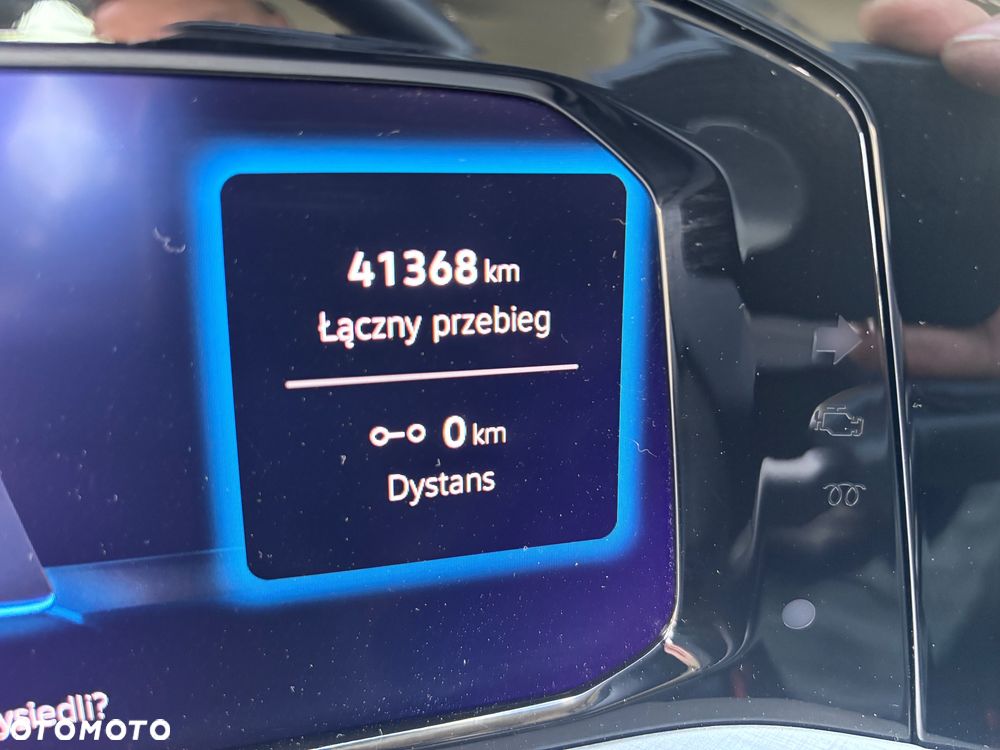 41368 km
Łączny przebieg
0 km
Dystans
ysiedli?
OTOMOTO